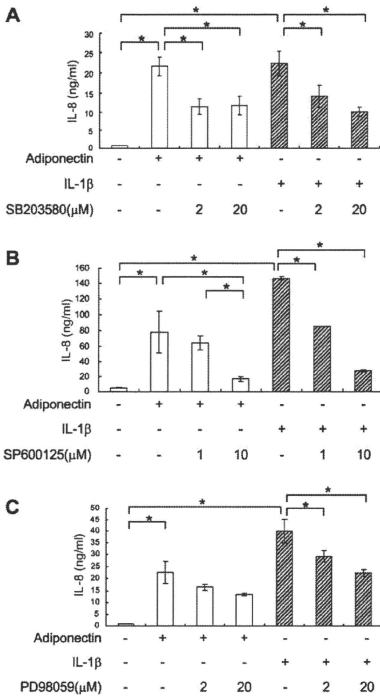 A
* *
* * * *
IL-8 (ng/ml)
30
25
20
15
10
5
0
Adiponectin - + + + - - -
IL-1β - - - - + + +
SB203580(μM) - - 2 20 - 2 20
B
* *
* * *
*
IL-8 (ng/ml)
160
140
120
100
80
60
40
20
0
Adiponectin - + + + - - -
IL-1β - - - - + + +
SP600125(μM) - - 1 10 - 1 10
C
* *
* *
IL-8 (ng/ml)
50
45
40
35
30
25
20
15
10
5
0
Adiponectin - + + + - - -
IL-1β - - - - + + +
PD98059(μM) - - 2 20 - 2 20